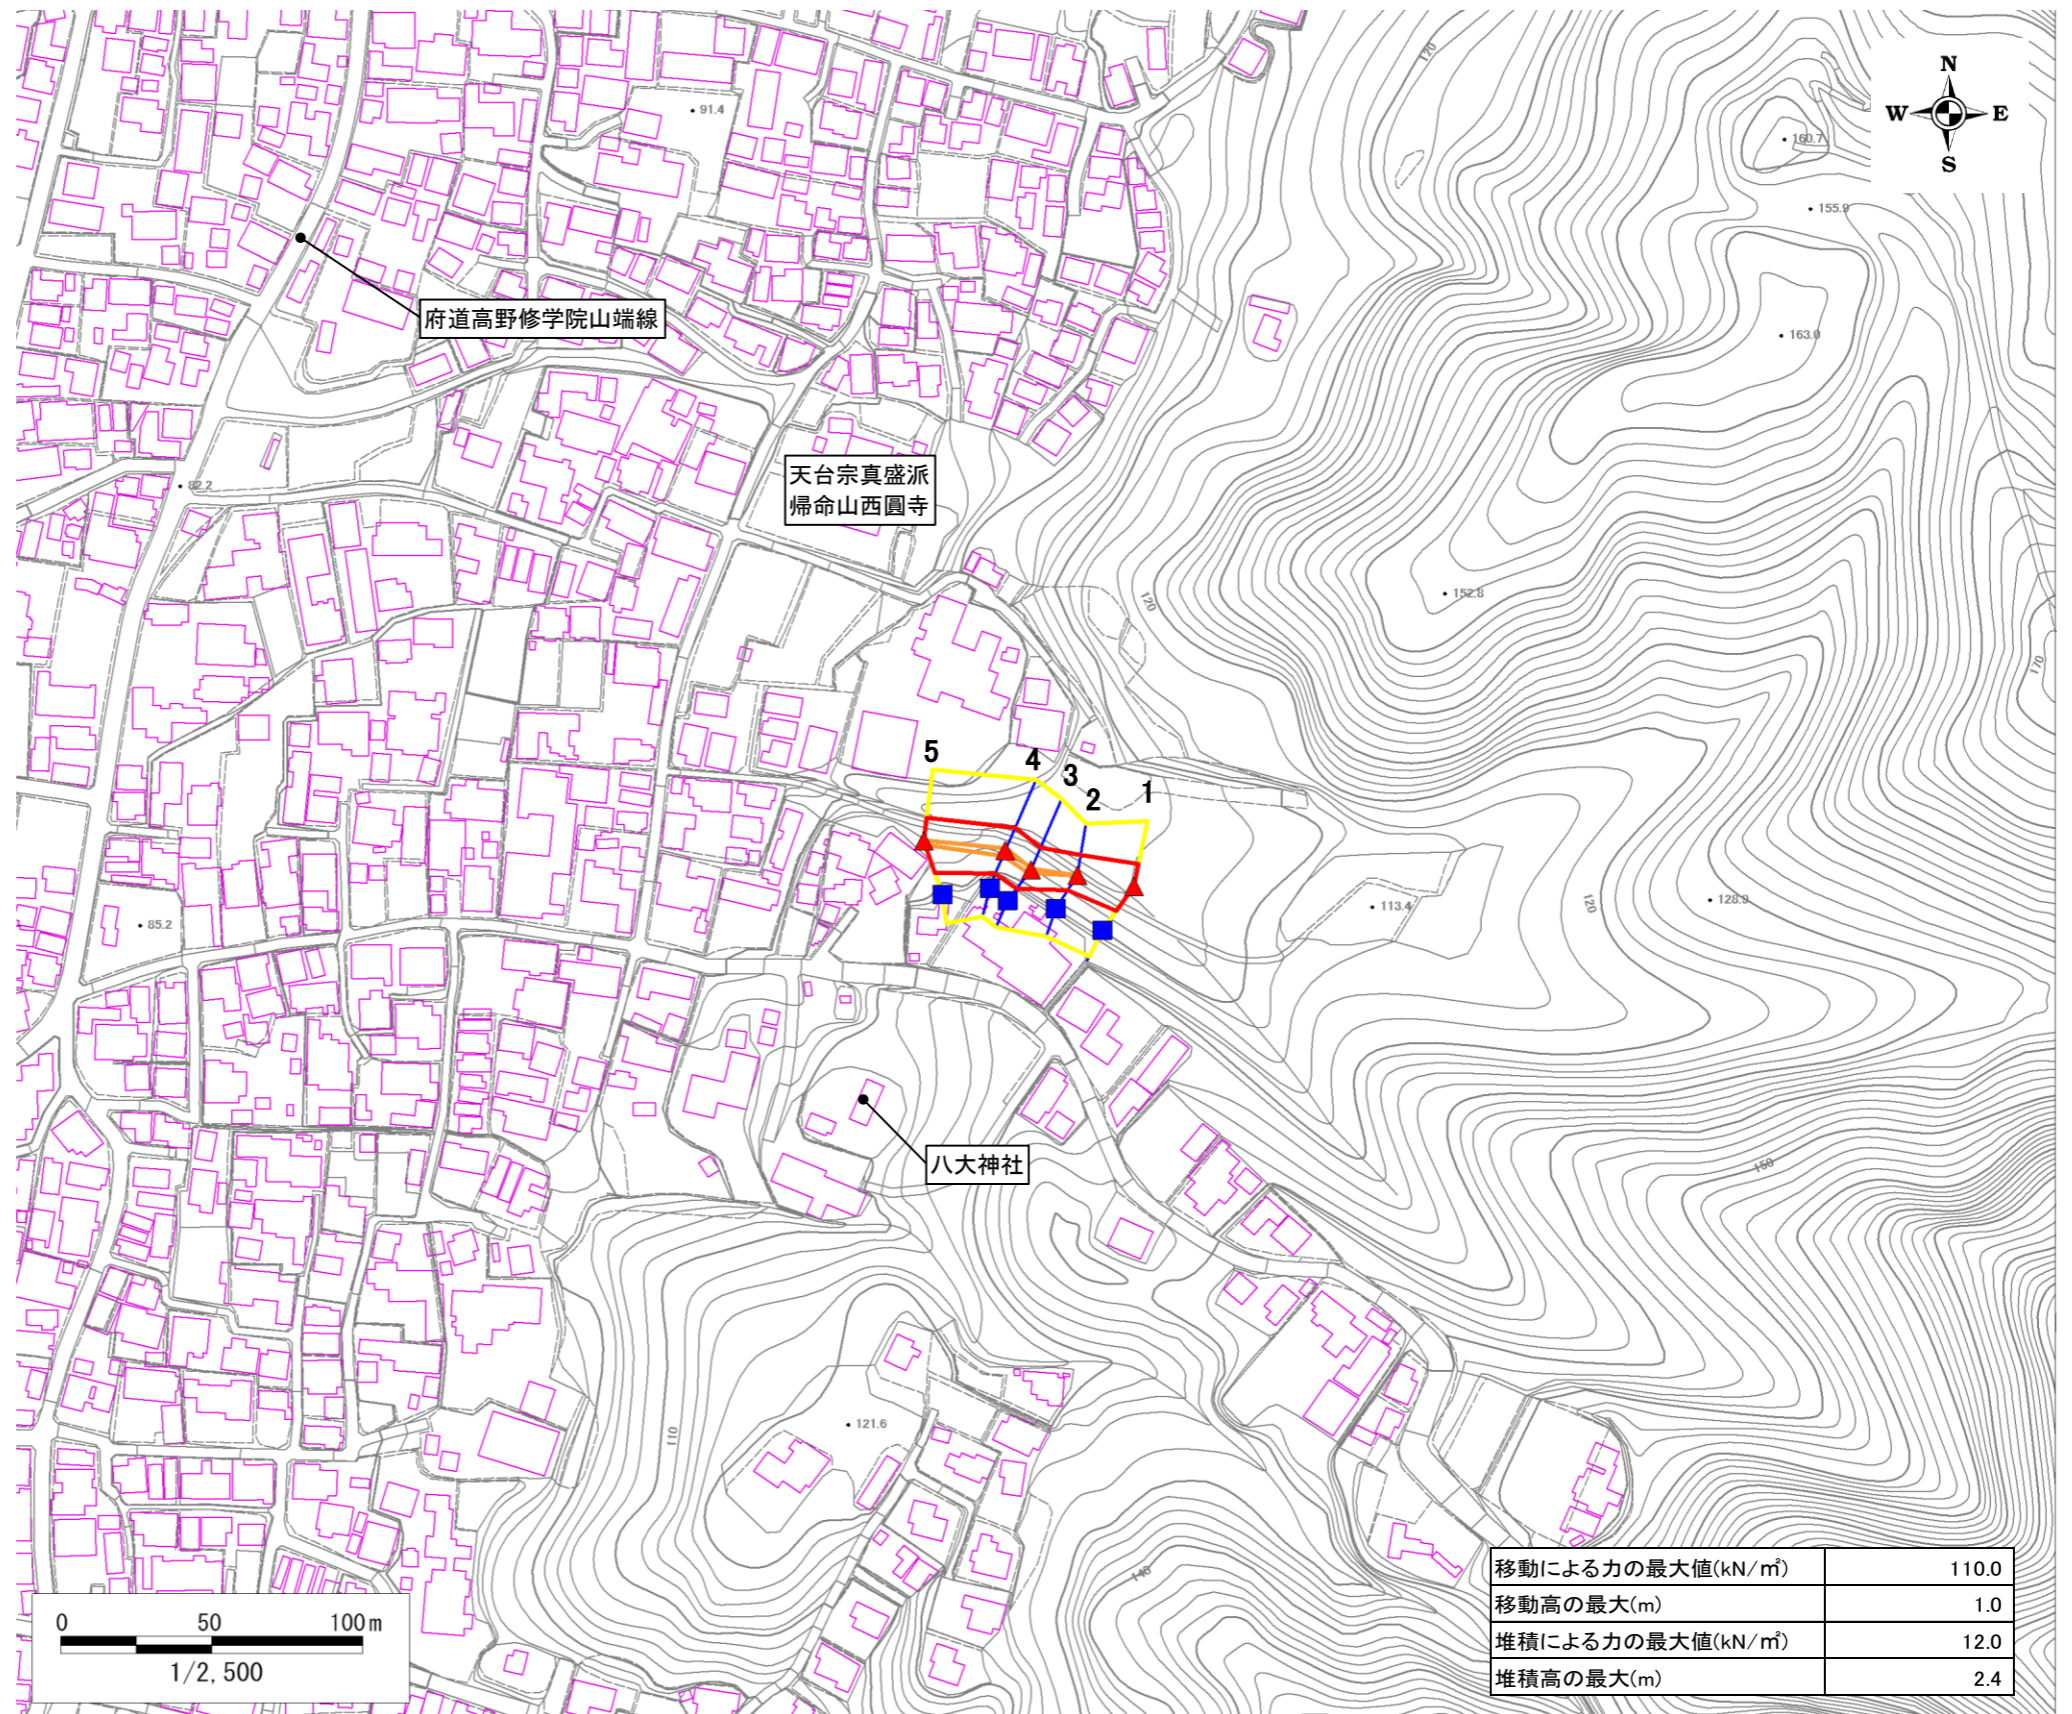 120
N
W E
S
91.4
160.7
155.9
府道高野修学院山端線
163.0
天台宗真盛派
帰命山西圓寺
82.2
152.8
120
170
5
4
3
2
1
85.2
113.4
120
128.9
八大神社
150
110
121.6
140
移動による力の最大値(kN/㎡) 110.0
移動高の最大(m) 1.0
堆積による力の最大値(kN/㎡) 12.0
堆積高の最大(m) 2.4
0 50 100m
1/2,500